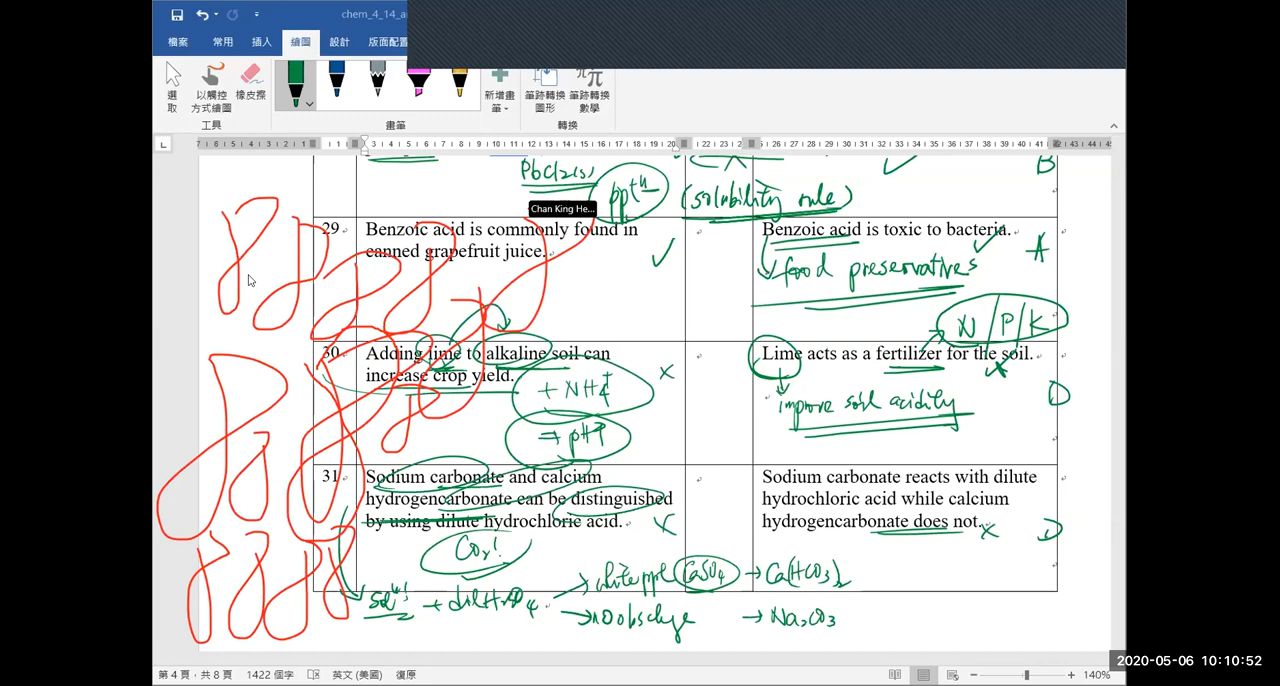 chem_4_14_a
檔案 常用 插入 繪圖 設計 版面配置
選取 以觸控方式繪圖 橡皮擦 新增畫筆 筆跡轉換圖形 筆跡轉換數學
工具 畫筆 轉換
PbCl2(s)
pptn (solubility rule) B
Chan King He...
29 Benzoic acid is commonly found in Benzoic acid is toxic to bacteria.
canned grapefruit juice. A
food preservatives
N/P/K
30 Adding lime to alkaline soil can Lime acts as a fertilizer for the soil.
increase crop yield.
+ NH4+ improve soil acidity D
⇒ pH↑
31 Sodium carbonate and calcium Sodium carbonate reacts with dilute
hydrogencarbonate can be distinguished hydrochloric acid while calcium
by using dilute hydrochloric acid. hydrogencarbonate does not. D
CO2!
white ppt CaSO4 → Ca(HCO3)2
→ Na2CO3
第 4 頁，共 8 頁 1422 個字 英文 (美國) 復原 140%
2020-05-06 10:10:52